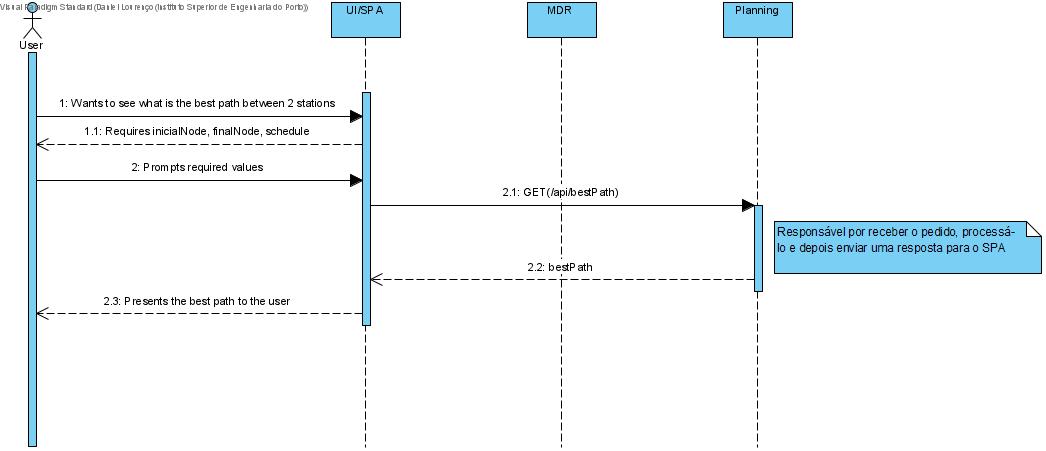 Visual Paradigm Standard (Daniel Lourenço (Instituto Superior de Engenharia do Porto))
User
UI/SPA
MDR
Planning
1: Wants to see what is the best path between 2 stations
1.1: Requires inicialNode, finalNode, schedule
2: Prompts required values
2.1: GET(/api/bestPath)
Responsável por receber o pedido, processá-
lo e depois enviar uma resposta para o SPA
2.2: bestPath
2.3: Presents the best path to the user